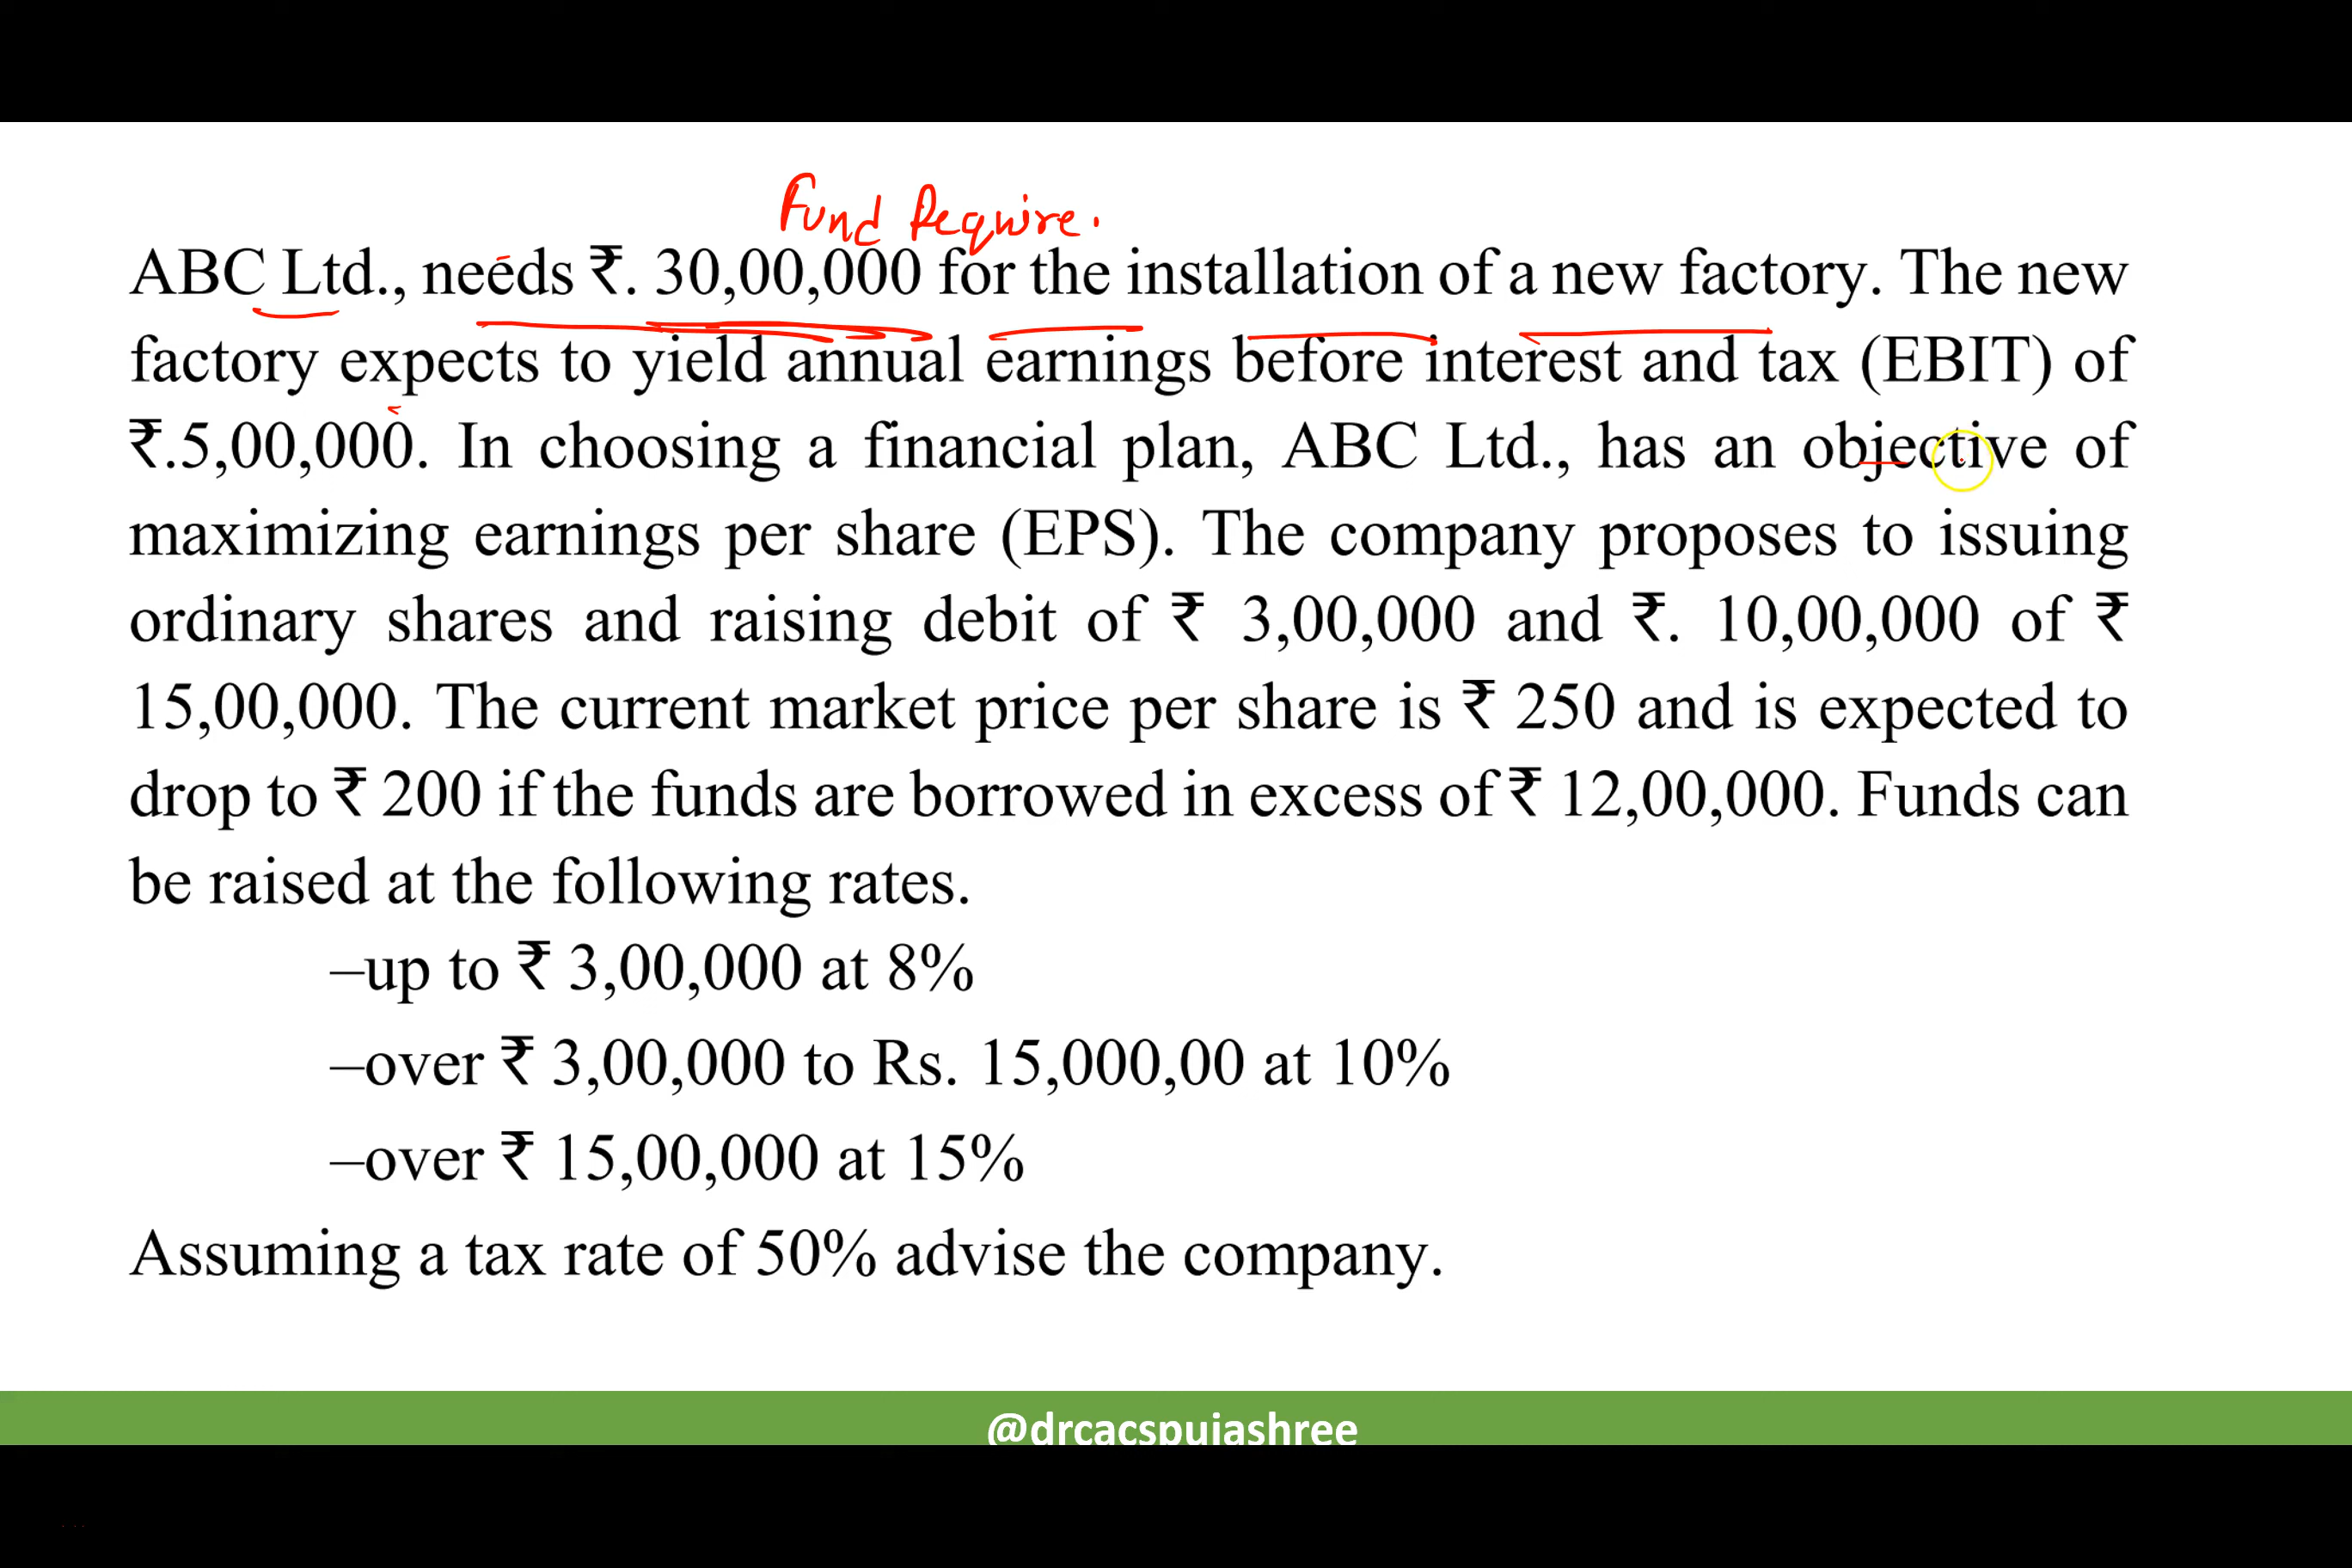 Fund Require.
ABC Ltd., needs ₹. 30,00,000 for the installation of a new factory. The new
factory expects to yield annual earnings before interest and tax (EBIT) of
₹.5,00,000. In choosing a financial plan, ABC Ltd., has an objective of
maximizing earnings per share (EPS). The company proposes to issuing
ordinary shares and raising debit of ₹ 3,00,000 and ₹. 10,00,000 of ₹
15,00,000. The current market price per share is ₹ 250 and is expected to
drop to ₹ 200 if the funds are borrowed in excess of ₹ 12,00,000. Funds can
be raised at the following rates.
–up to ₹ 3,00,000 at 8%
–over ₹ 3,00,000 to Rs. 15,000,00 at 10%
–over ₹ 15,00,000 at 15%
Assuming a tax rate of 50% advise the company.
@drcacspujashree